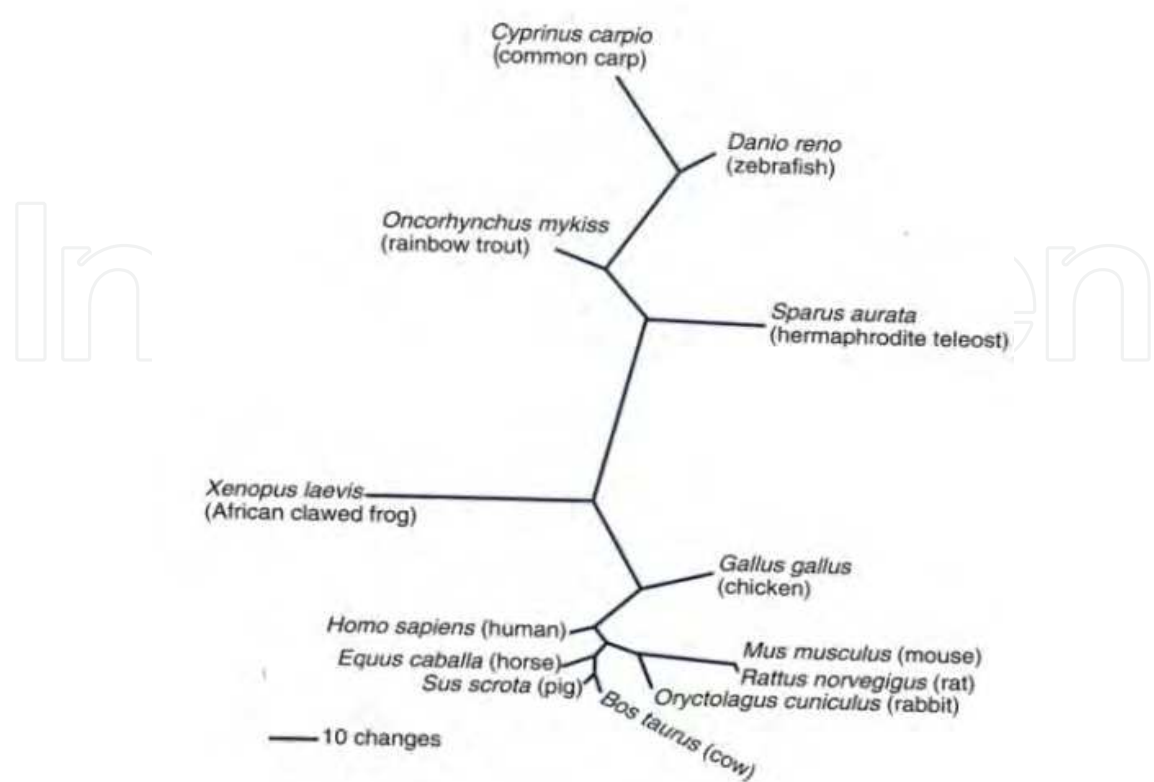 Cyprinus carpio
(common carp)
Danio reno
(zebrafish)
Oncorhynchus mykiss
(rainbow trout)
Sparus aurata
(hermaphrodite teleost)
Xenopus laevis
(African clawed frog)
Gallus gallus
(chicken)
Homo sapiens (human)
Mus musculus (mouse)
Equus caballa (horse)
Rattus norvegigus (rat)
Sus scrota (pig)
Oryctolagus cuniculus (rabbit)
Bos taurus (cow)
10 changes
In
en